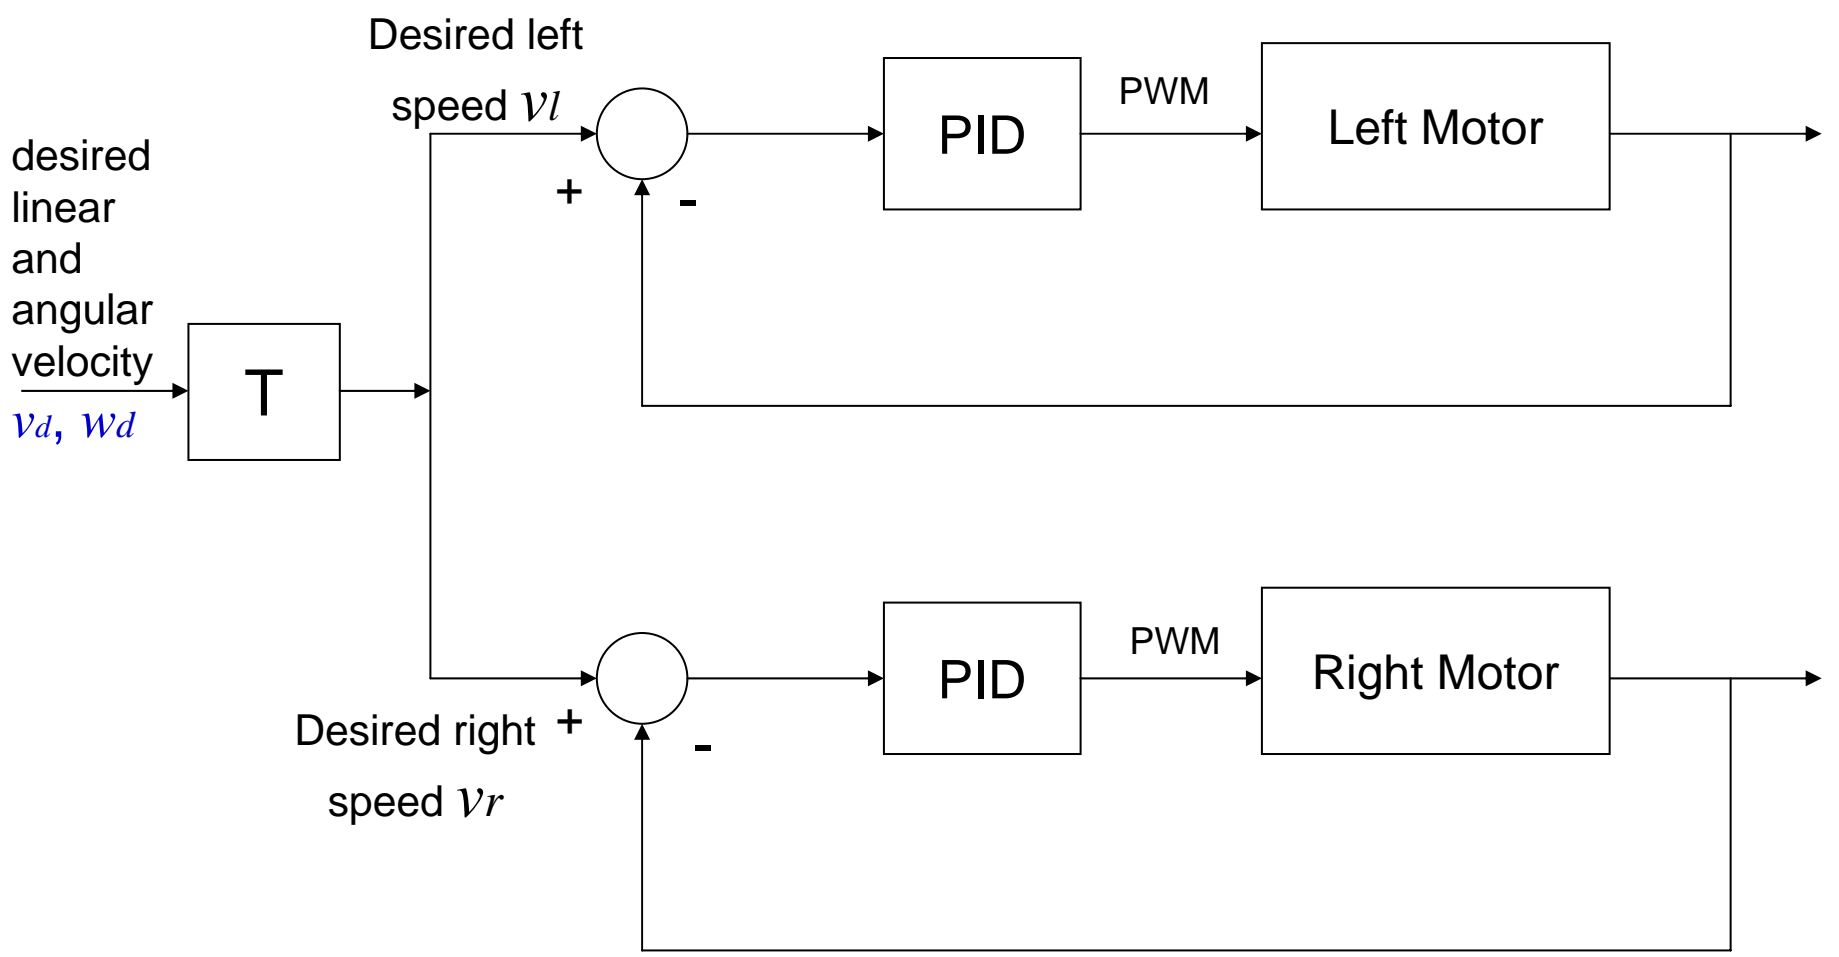 Desired left
speed vl
PWM
PID
Left Motor
+
-
desired
linear
and
angular
velocity
vd, wd
T
PWM
PID
Right Motor
+
-
Desired right
speed vr